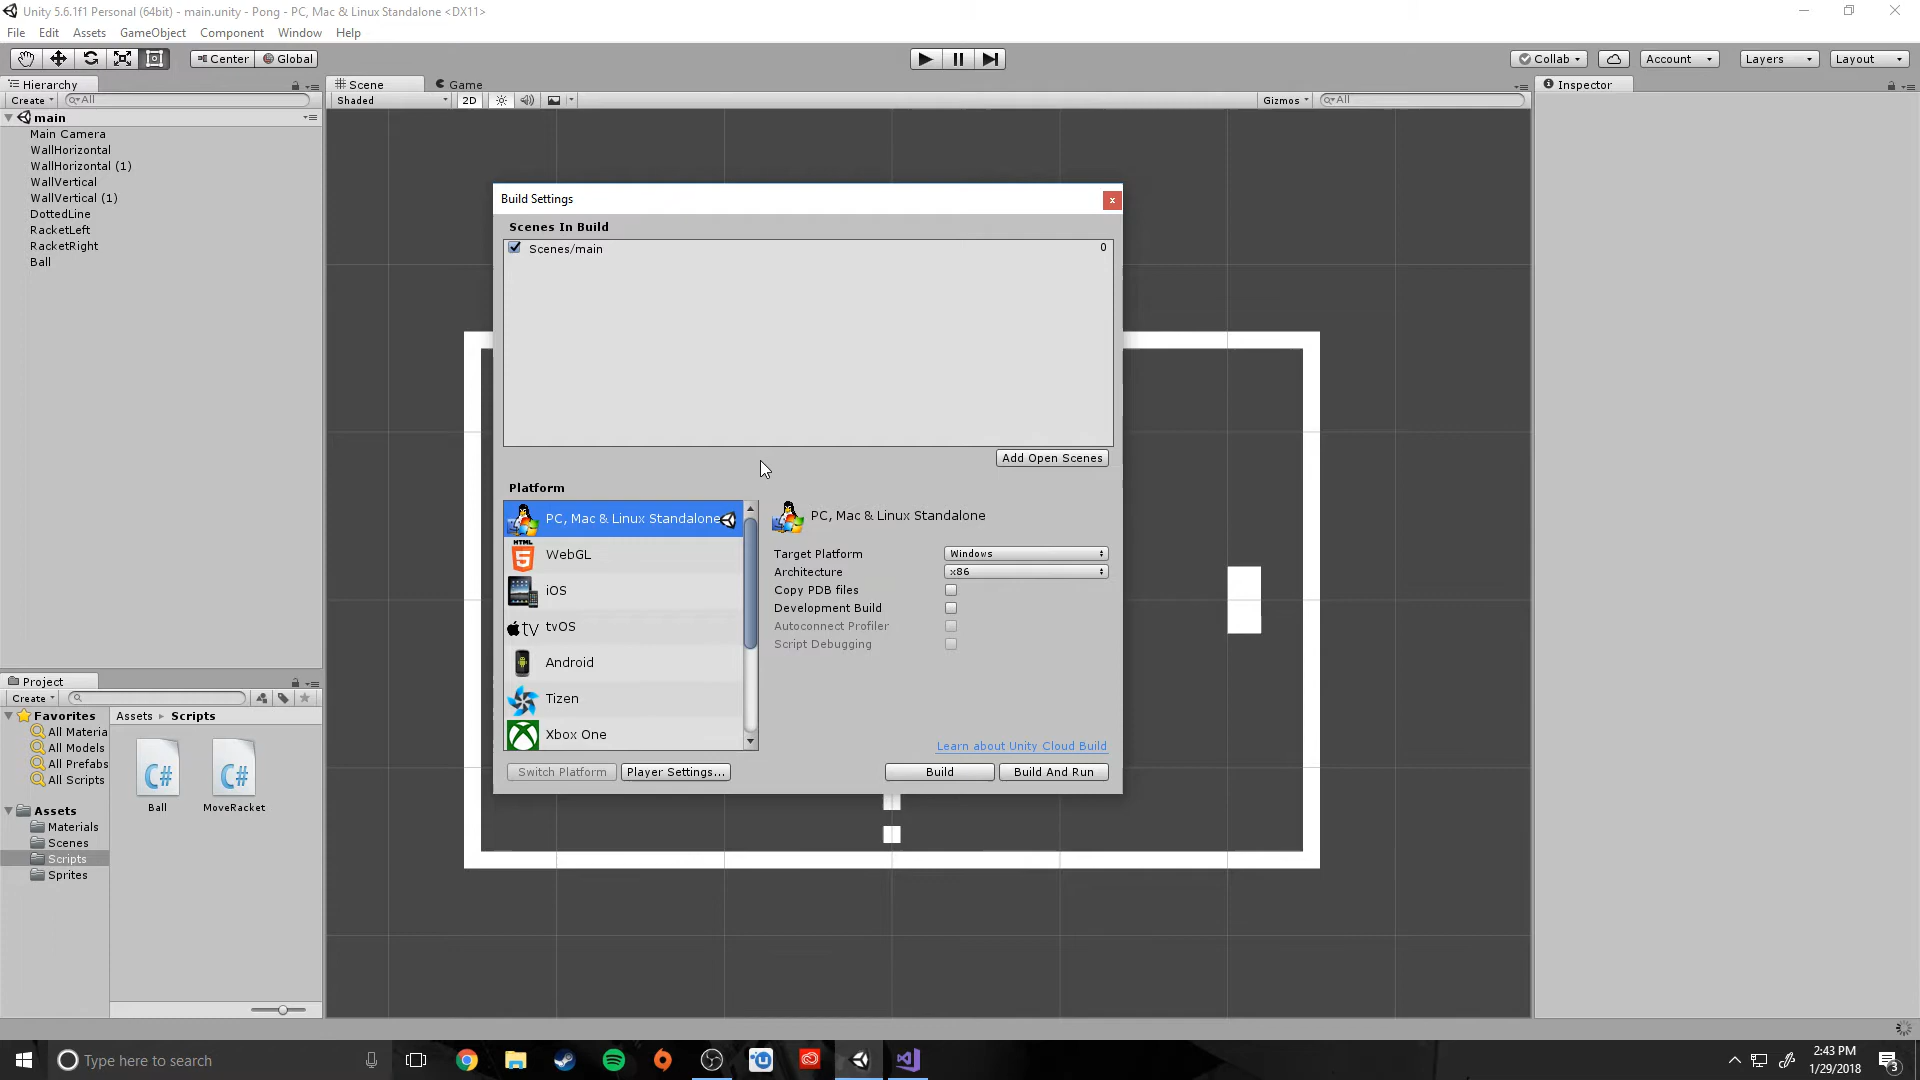 Unity 5.6.1f1 Personal (64bit) - main.unity - Pong - PC, Mac & Linux Standalone <DX11>
File Edit Assets GameObject Component Window Help
Center Global
Collab Account Layers Layout
Hierarchy
Create All
main
Main Camera
WallHorizontal
WallHorizontal (1)
WallVertical
WallVertical (1)
DottedLine
RacketLeft
RacketRight
Ball
Scene Game
Shaded 2D Gizmos All
Inspector
Build Settings
x
Scenes In Build
Scenes/main 0
Add Open Scenes
Platform
PC, Mac & Linux Standalone
HTML
5
WebGL
iOS
tv tvOS
Android
Tizen
Xbox One
PC, Mac & Linux Standalone
Target Platform Windows
Architecture x86
Copy PDB files
Development Build
Autoconnect Profiler
Script Debugging
Learn about Unity Cloud Build
Switch Platform Player Settings... Build Build And Run
Project
Create
Favorites
All Materia
All Models
All Prefabs
All Scripts
Assets
Materials
Scenes
Scripts
Sprites
Assets Scripts
C# C#
Ball MoveRacket
Type here to search
2:43 PM
1/29/2018
3